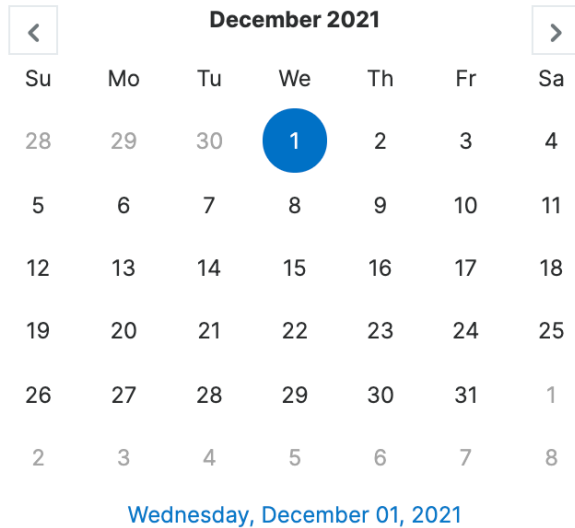 December 2021
Su Mo Tu We Th Fr Sa
28 29 30 1 2 3 4
5 6 7 8 9 10 11
12 13 14 15 16 17 18
19 20 21 22 23 24 25
26 27 28 29 30 31 1
2 3 4 5 6 7 8
Wednesday, December 01, 2021